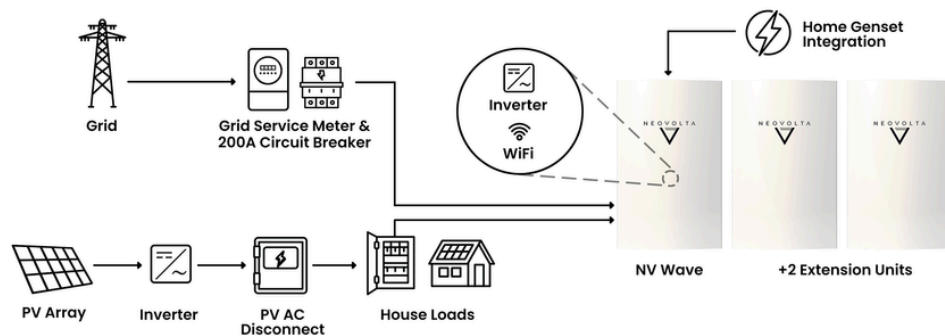 Home Genset
Integration
Inverter
WiFi
Grid
Grid Service Meter &
200A Circuit Breaker
NEOVOLTA
NEOVOLTA
NEOVOLTA
NV Wave
+2 Extension Units
PV Array
Inverter
PV AC
Disconnect
House Loads